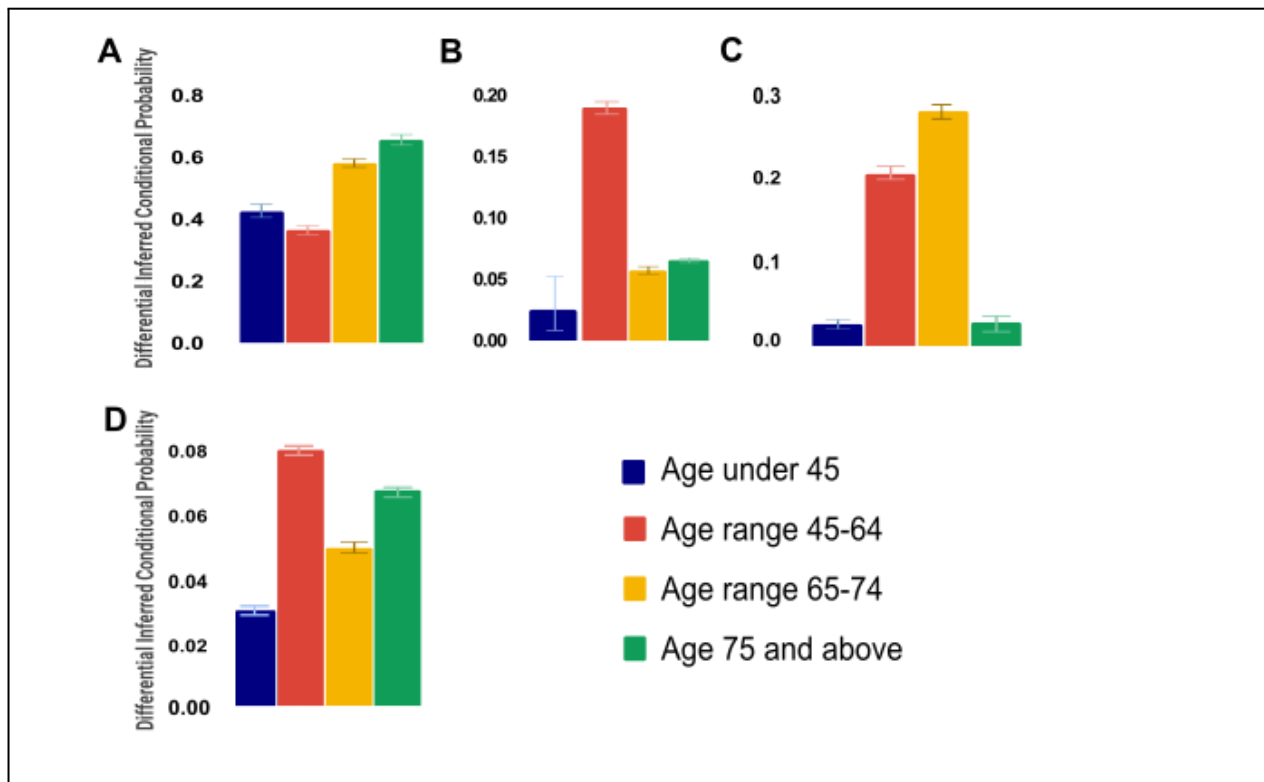 A
Differential Inferred Conditional Probability
0.8
0.6
0.4
0.2
0.0
B
0.20
0.15
0.10
0.05
0.00
C
0.3
0.2
0.1
0.0
D
Differential Inferred Conditional Probability
0.08
0.06
0.04
0.02
0.00
Age under 45
Age range 45-64
Age range 65-74
Age 75 and above